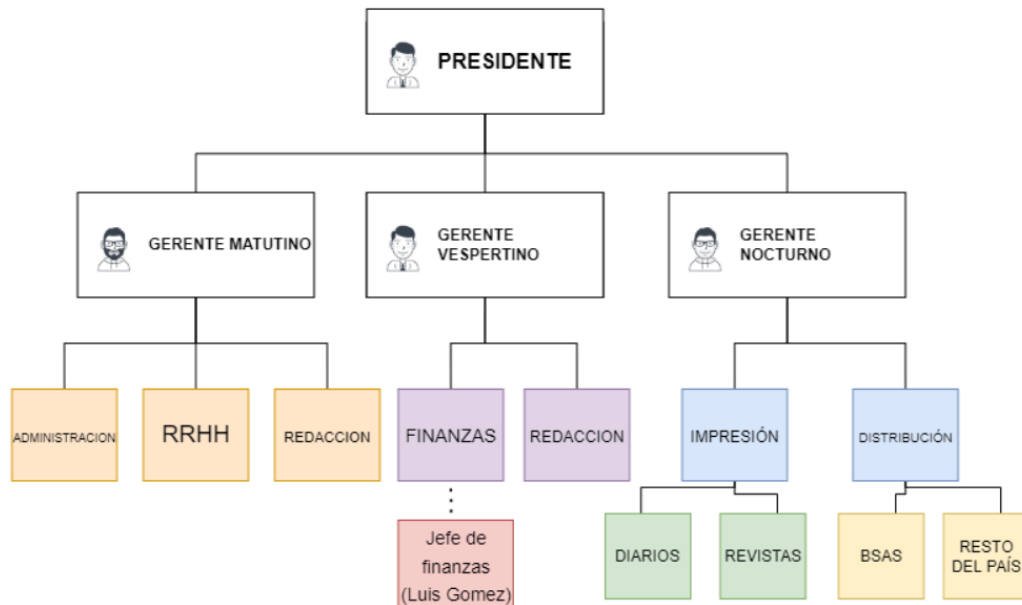 PRESIDENTE
GERENTE MATUTINO
GERENTE
VESPERTINO
GERENTE
NOCTURNO
ADMINISTRACION
RRHH
REDACCION
FINANZAS
REDACCION
IMPRESIÓN
DISTRIBUCIÓN
Jefe de
finanzas
(Luis Gomez)
DIARIOS
REVISTAS
BSAS
RESTO
DEL PAÍS